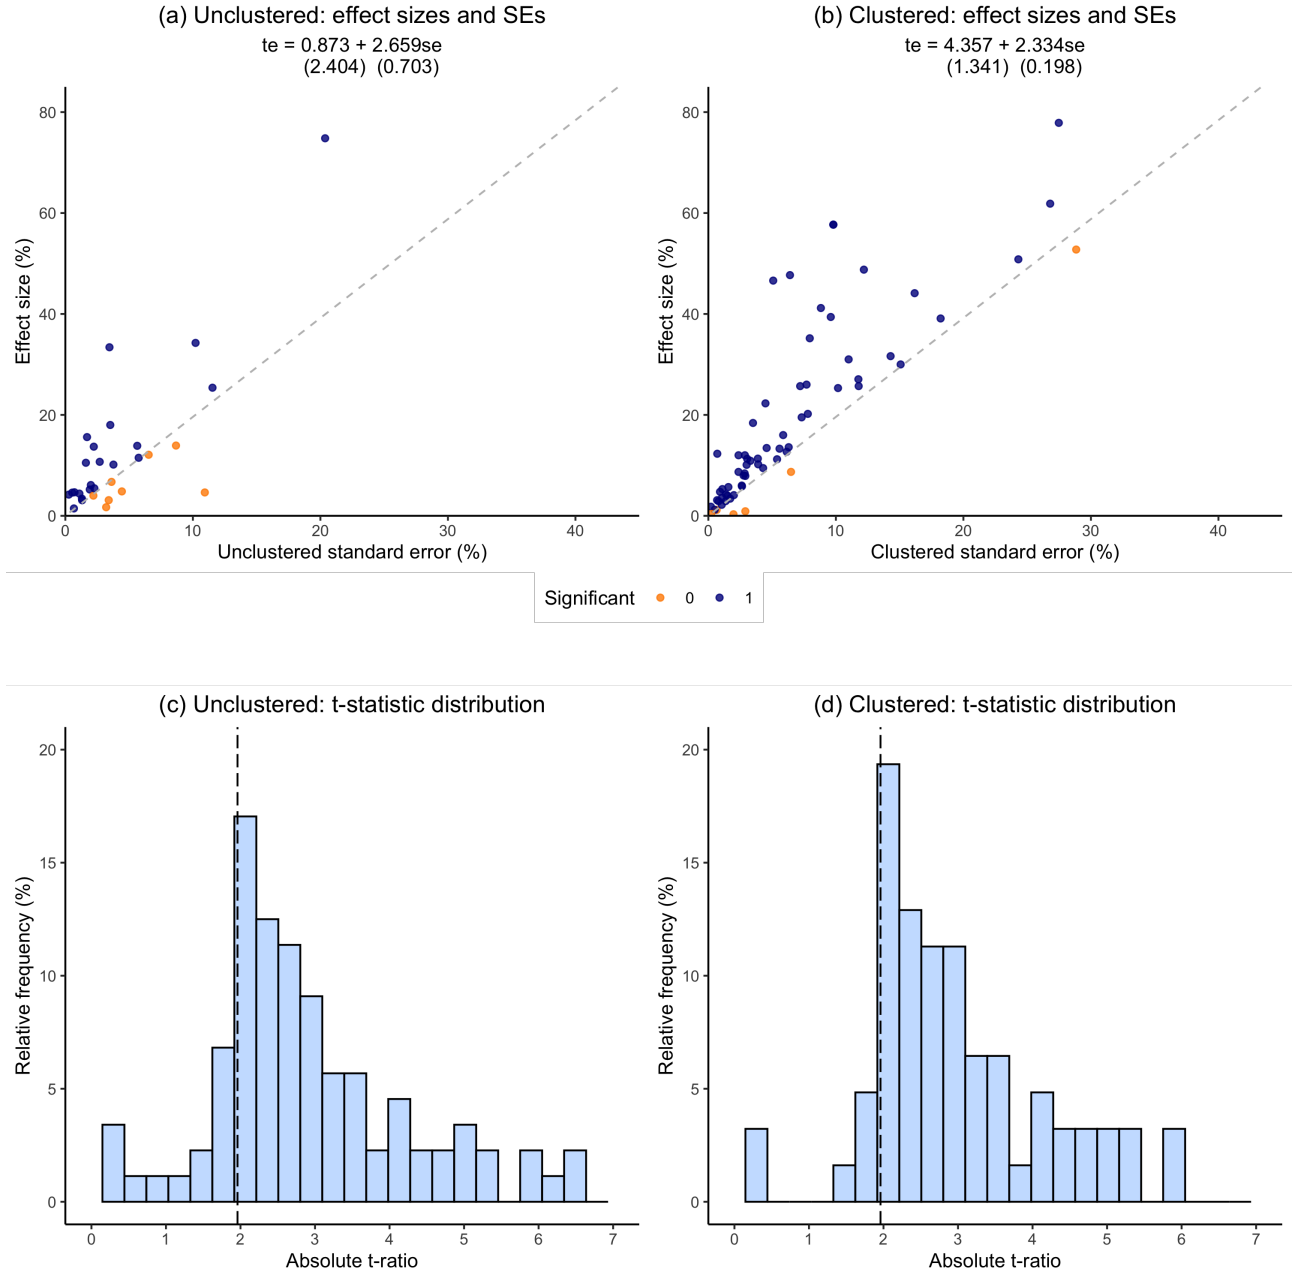 (a) Unclustered: effect sizes and SEs
te = 0.873 + 2.659se
(2.404) (0.703)
80
60
40
20
0
Effect size (%)
0 10 20 30 40
Unclustered standard error (%)
(b) Clustered: effect sizes and SEs
te = 4.357 + 2.334se
(1.341) (0.198)
80
60
40
20
0
Effect size (%)
0 10 20 30 40
Clustered standard error (%)
Significant 0 1
(c) Unclustered: t-statistic distribution
20
15
10
5
0
Relative frequency (%)
0 1 2 3 4 5 6 7
Absolute t-ratio
(d) Clustered: t-statistic distribution
20
15
10
5
0
Relative frequency (%)
0 1 2 3 4 5 6 7
Absolute t-ratio